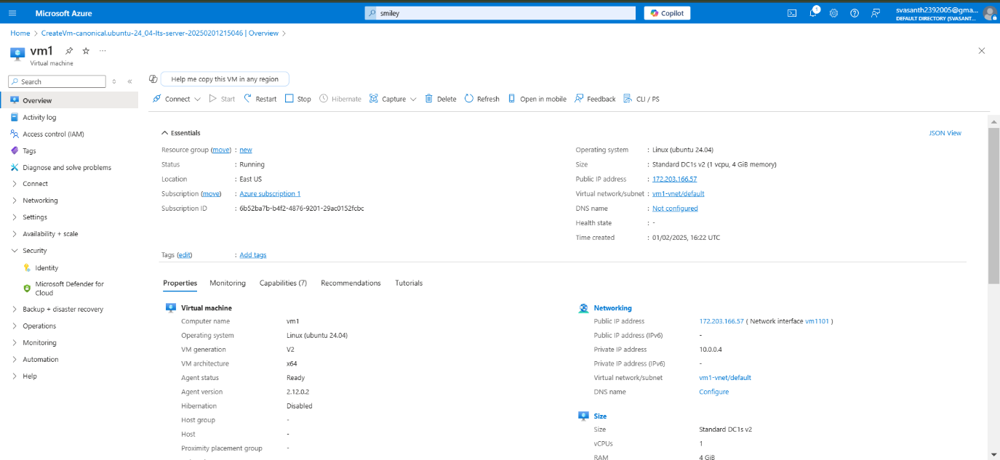 Microsoft Azure
smiley
Copilot
1
svasanth2392005@gma...
DEFAULT DIRECTORY (SVASANT...
Home > CreateVm-canonical.ubuntu-24_04-lts-server-20250201215046 | Overview >
vm1
Virtual machine
Search
Help me copy this VM in any region
Connect Start Restart Stop Hibernate Capture Delete Refresh Open in mobile Feedback CLI / PS
Overview
Activity log
Access control (IAM)
Tags
Diagnose and solve problems
Connect
Networking
Settings
Availability + scale
Security
Identity
Microsoft Defender for
Cloud
Backup + disaster recovery
Operations
Monitoring
Automation
Help
Essentials
JSON View
Resource group (move) : new
Status : Running
Location : East US
Subscription (move) : Azure subscription 1
Subscription ID : 6b52ba7b-b4f2-4876-9201-29ac0152fcbc
Operating system : Linux (ubuntu 24.04)
Size : Standard DC1s v2 (1 vcpu, 4 GiB memory)
Public IP address : 172.203.166.57
Virtual network/subnet : vm1-vnet/default
DNS name : Not configured
Health state : -
Time created : 01/02/2025, 16:22 UTC
Tags (edit) : Add tags
Properties Monitoring Capabilities (7) Recommendations Tutorials
Virtual machine
Computer name vm1
Operating system Linux (ubuntu 24.04)
VM generation V2
VM architecture x64
Agent status Ready
Agent version 2.12.0.2
Hibernation Disabled
Host group -
Host -
Proximity placement group -
Networking
Public IP address 172.203.166.57 ( Network interface vm1101 )
Public IP address (IPv6) -
Private IP address 10.0.0.4
Private IP address (IPv6) -
Virtual network/subnet vm1-vnet/default
DNS name Configure
Size
Size Standard DC1s v2
vCPUs 1
RAM 4 GiB